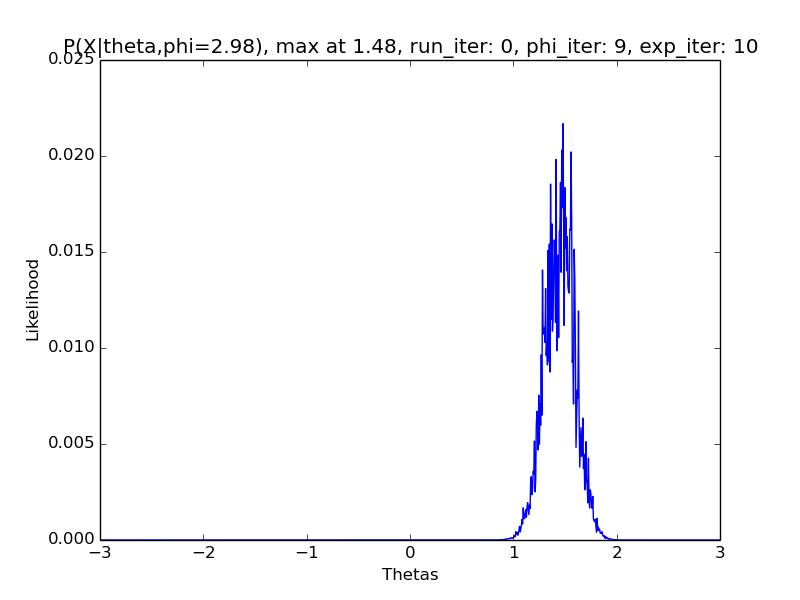 P(X|theta,phi=2.98), max at 1.48, run_iter: 0, phi_iter: 9, exp_iter: 10
0.025
0.020
0.015
0.010
0.005
0.000
Likelihood
−3 −2 −1 0 1 2 3
Thetas